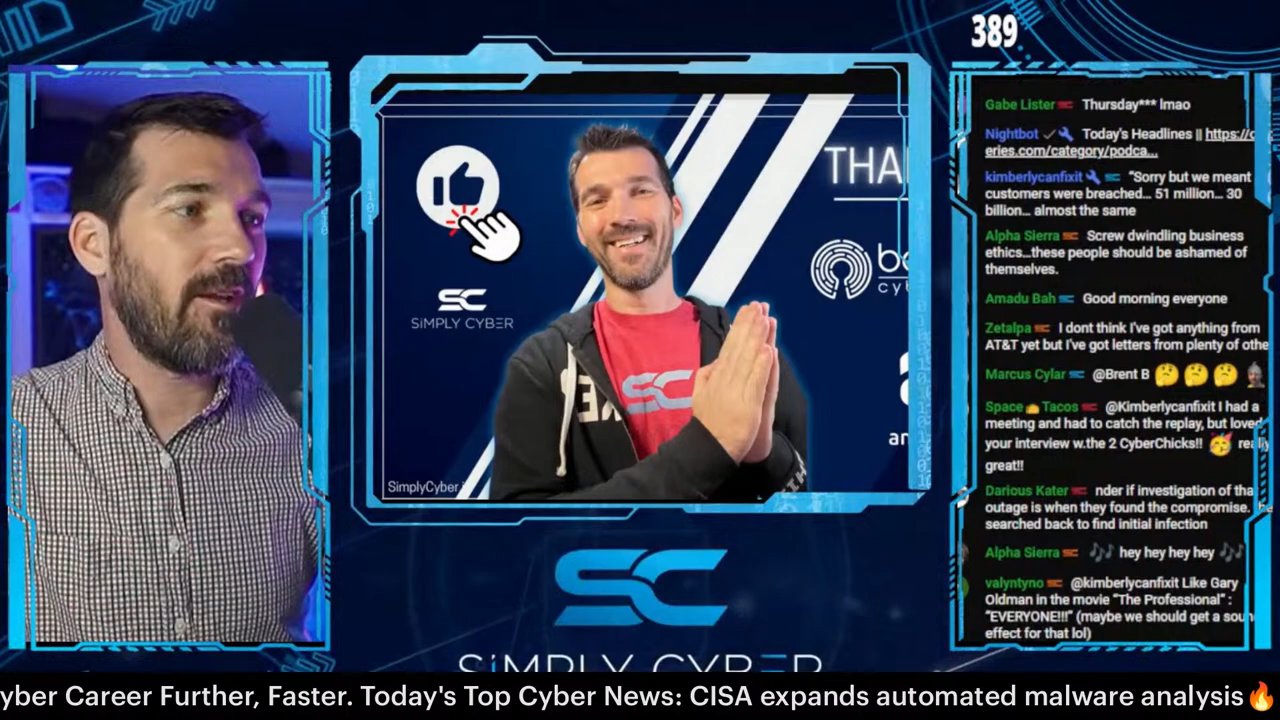 389
THA
SC
SIMPLY CYBER
SC
SimplyCyber.
Gabe Lister Thursday*** lmao
Nightbot Today's Headlines || https://c
eries.com/category/podca...
kimberlycanfixit "Sorry but we meant
customers were breached... 51 million... 30
billion... almost the same
Alpha Sierra Screw dwindling business
ethics...these people should be ashamed of
themselves.
Amadu Bah Good morning everyone
Zetalpa I dont think I've got anything from
AT&T yet but I've got letters from plenty of othe
Marcus Cylar @Brent B 🤔 🤔 🤔
Space 🌮 Tacos @Kimberlycanfixit I had a
meeting and had to catch the replay, but loved
your interview w.the 2 CyberChicks!! 🥳 really
great!!
Darious Kater nder if investigation of tha
outage is when they found the compromise.
searched back to find initial infection
Alpha Sierra 🎶 hey hey hey hey 🎶
valyntyno @kimberlycanfixit Like Gary
Oldman in the movie "The Professional" :
"EVERYONE!!!" (maybe we should get a soun
effect for that lol)
SC
SIMPLY CYBER
yber Career Further, Faster. Today's Top Cyber News: CISA expands automated malware analysis🔥